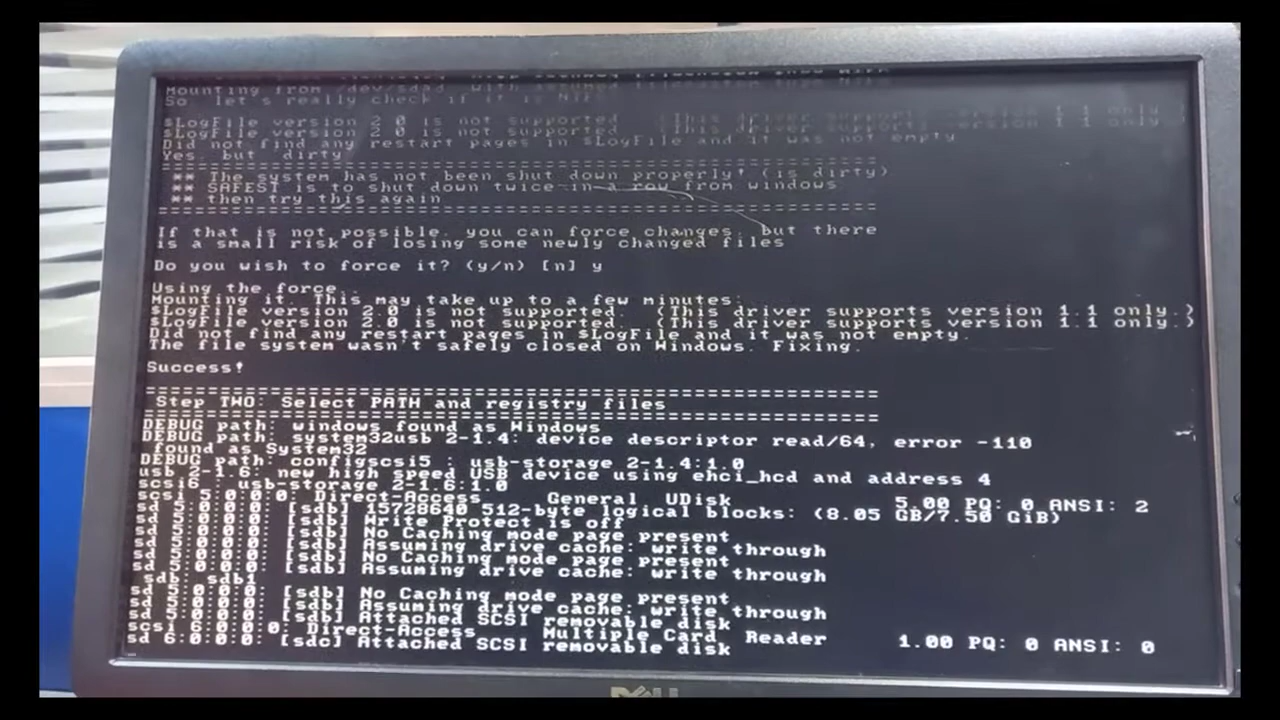 Mounting from /dev/sda3, with assumed filesystem type NTFS
So, let's really check if it is NTFS
$LogFile version 2.0 is not supported. (This driver supports version 1.1 only.)
$LogFile version 2.0 is not supported. (This driver supports version 1.1 only.)
Did not find any restart pages in $LogFile and it was not empty.
Yes, but dirty
================================================================
** The system has not been shut down properly! (is dirty)
** SAFEST is to shut down twice in a row from windows
** then try this again
================================================================
If that is not possible, you can force changes, but there
is a small risk of losing some newly changed files
Do you wish to force it? (y/n) [n] y
Using the force..
Mounting it. This may take up to a few minutes:
$LogFile version 2.0 is not supported. (This driver supports version 1.1 only.)
$LogFile version 2.0 is not supported. (This driver supports version 1.1 only.)
Did not find any restart pages in $LogFile and it was not empty.
The file system wasn't safely closed on Windows. Fixing.
Success!
================================================================
Step TWO: Select PATH and registry files
================================================================
DEBUG path: windows found as Windows
DEBUG path: system32usb 2-1.4: device descriptor read/64, error -110
found as System32
DEBUG path: configscsi5 : usb-storage 2-1.4:1.0
usb 2-1.6: new high speed USB device using ehci_hcd and address 4
scsi6 : usb-storage 2-1.6:1.0
scsi 5:0:0:0: Direct-Access General UDisk 5.00 PQ: 0 ANSI: 2
sd 5:0:0:0: [sdb] 15728640 512-byte logical blocks: (8.05 GB/7.50 GiB)
sd 5:0:0:0: [sdb] Write Protect is off
sd 5:0:0:0: [sdb] No Caching mode page present
sd 5:0:0:0: [sdb] Assuming drive cache: write through
sd 5:0:0:0: [sdb] No Caching mode page present
sd 5:0:0:0: [sdb] Assuming drive cache: write through
sdb: sdb1
sd 5:0:0:0: [sdb] No Caching mode page present
sd 5:0:0:0: [sdb] Assuming drive cache: write through
sd 5:0:0:0: [sdb] Attached SCSI removable disk
scsi 6:0:0:0: Direct-Access Multiple Card Reader 1.00 PQ: 0 ANSI: 0
sd 6:0:0:0: [sdc] Attached SCSI removable disk
DELL